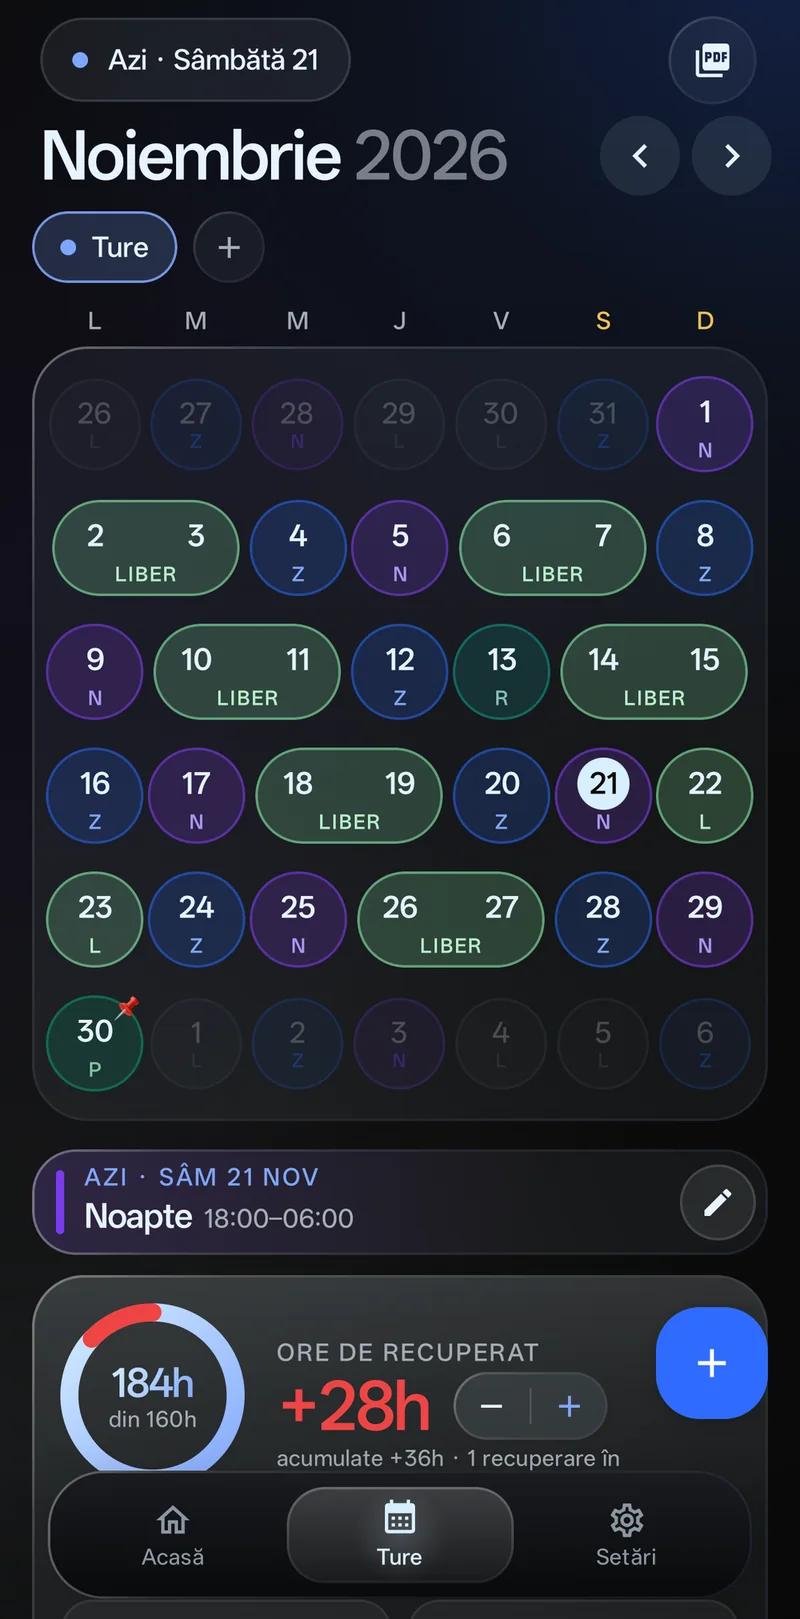 Azi · Sâmbătă 21
PDF
Noiembrie 2026
Ture
L M M J V S D
26 27 28 29 30 31 1
L Z N L L Z N
2 3 4 5 6 7 8
LIBER Z N LIBER Z
9 10 11 12 13 14 15
N LIBER Z R LIBER
16 17 18 19 20 21 22
Z N LIBER Z N L
23 24 25 26 27 28 29
L Z N LIBER Z N
30 1 2 3 4 5 6
P L Z N L L Z
AZI · SÂM 21 NOV
Noapte 18:00–06:00
184h
din 160h
ORE DE RECUPERAT
+28h − +
acumulate +36h · 1 recuperare în
Acasă Ture Setări